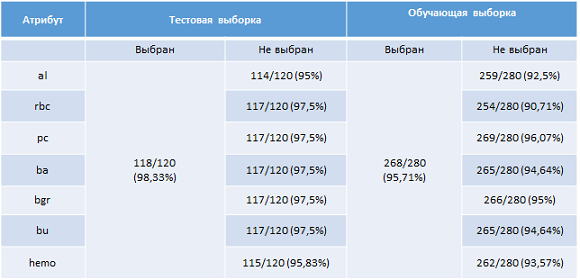 Атрибут Тестовая выборка Обучающая выборка
Выбран Не выбран Выбран Не выбран
al 114/120 (95%) 259/280 (92,5%)
rbc 117/120 (97,5%) 254/280 (90,71%)
pc 117/120 (97,5%) 269/280 (96,07%)
118/120 268/280
ba 117/120 (97,5%) 265/280 (94,64%)
(98,33%) (95,71%)
bgr 117/120 (97,5%) 266/280 (95%)
bu 117/120 (97,5%) 265/280 (94,64%)
hemo 115/120 (95,83%) 262/280 (93,57%)